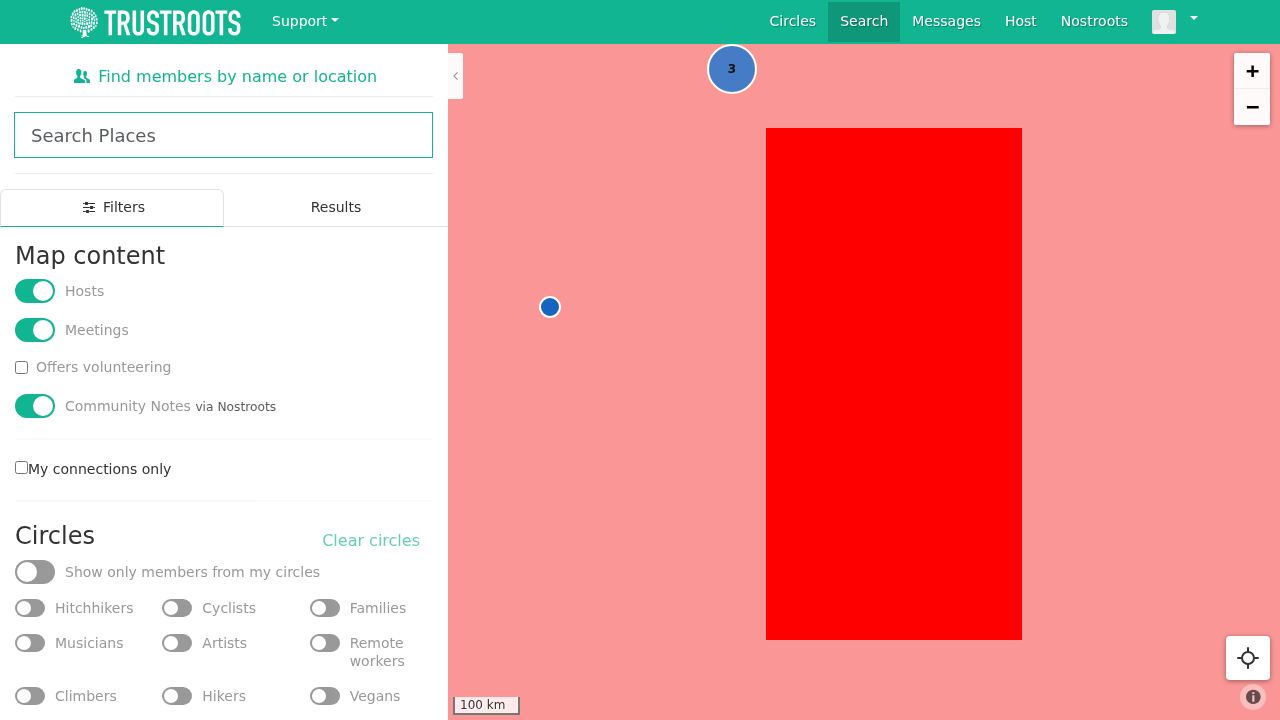 TRUSTROOTS
Support
Circles
Search
Messages
Host
Nostroots
Find members by name or location
Search Places
Filters
Results
Map content
Hosts
Meetings
Offers volunteering
Community Notes via Nostroots
My connections only
Circles
Clear circles
Show only members from my circles
Hitchhikers
Cyclists
Families
Musicians
Artists
Remote
workers
Climbers
Hikers
Vegans
3
+
−
100 km